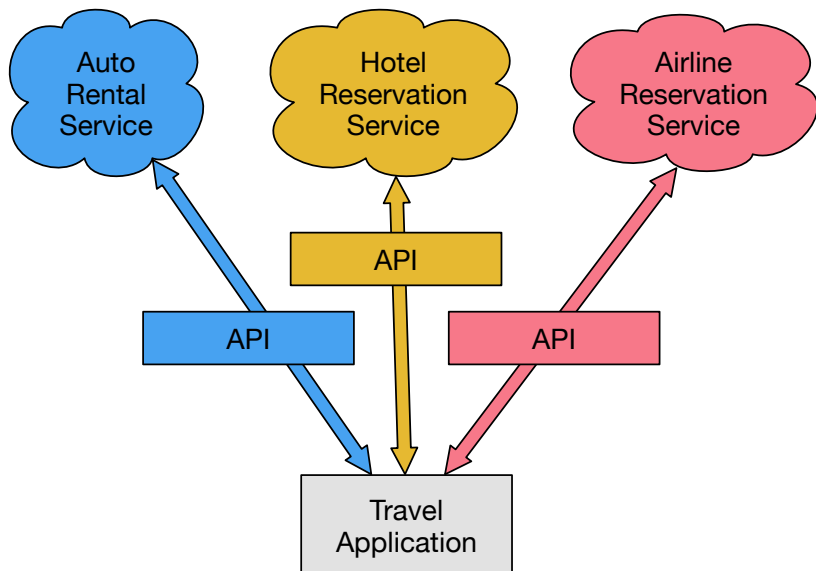 Auto
Rental
Service
Hotel
Reservation
Service
Airline
Reservation
Service
API
API
API
Travel
Application